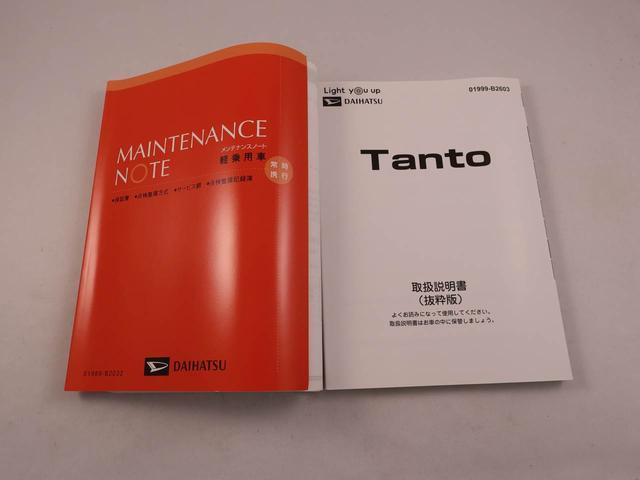 MAINTENANCE
NOTE
メンテナンスノート
軽乗用車
常時
携行
●保証書 ●点検整備方式 ●サービス網 ●点検整備記録簿
DAIHATSU
01989-B2032
Light you up
DAIHATSU
01999-B2603
Tanto
取扱説明書
（抜粋版）
よくお読みになって使用してください。
取扱説明書はお車の中に保管しましょう。